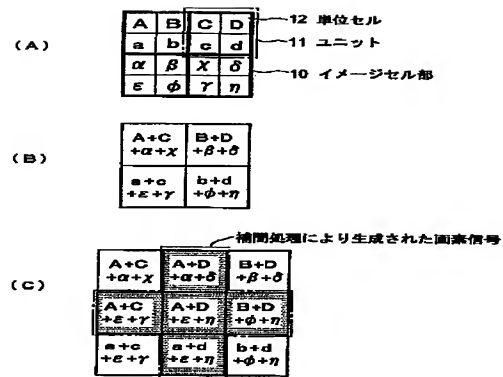 (A)
A B C D
a b c d
α β χ δ
ε φ γ η
12 単位セル
11 ユニット
10 イメージセル部
(B)
A+C B+D
+α+χ +β+δ
a+c b+d
+ε+γ +φ+η
補間処理により生成された画素信号
(C)
A+C A+D B+D
+α+χ +α+δ +β+δ
A+C A+D B+D
+ε+γ +ε+η +φ+η
a+c a+d b+d
+ε+γ +ε+η +φ+η